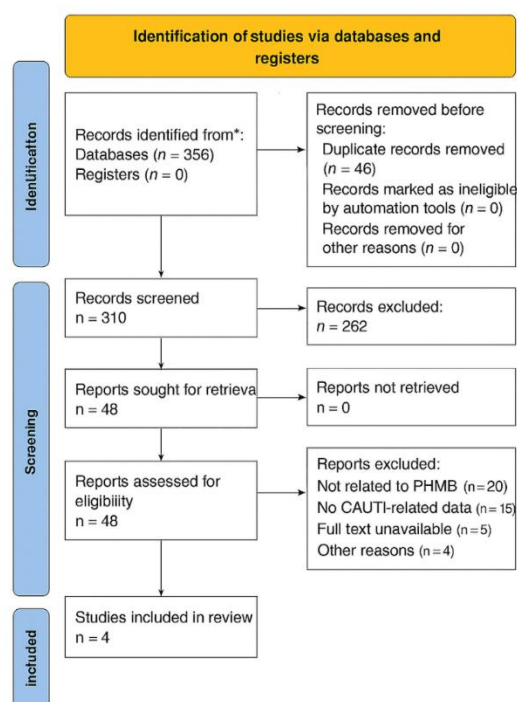 Identification of studies via databases and
registers
Idenūticattion
Records identified from*:
Databases (n = 356)
Registers (n = 0)
Records removed before
screening:
Duplicate records removed
(n = 46)
Records marked as ineligible
by automation tools (n = 0)
Records removed for
other reasons (n = 0)
Screening
Records screened
n = 310
Records excluded:
n = 262
Reports sought for retrieva
n = 48
Reports not retrieved
n = 0
Reports assessed for
eligibiiity
n = 48
Reports excluded:
Not related to PHMB (n=20)
No CAUTI-related data (n=15)
Full text unavailable (n=5)
Other reasons (n=4)
included
Studies included in review
n = 4